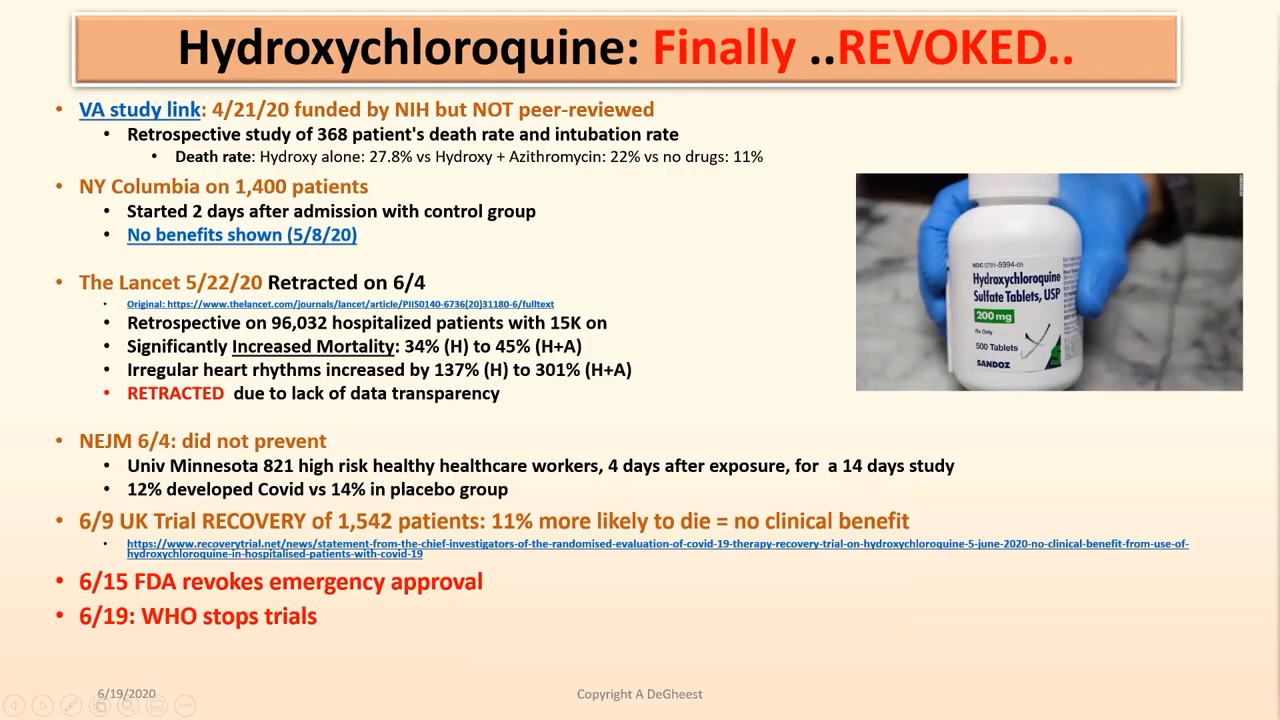 Hydroxychloroquine: Finally ..REVOKED..
• VA study link: 4/21/20 funded by NIH but NOT peer-reviewed
• Retrospective study of 368 patient's death rate and intubation rate
• Death rate: Hydroxy alone: 27.8% vs Hydroxy + Azithromycin: 22% vs no drugs: 11%
• NY Columbia on 1,400 patients
• Started 2 days after admission with control group
• No benefits shown (5/8/20)
• The Lancet 5/22/20 Retracted on 6/4
• Original: https://www.thelancet.com/journals/lancet/article/PIIS0140-6736(20)31180-6/fulltext
• Retrospective on 96,032 hospitalized patients with 15K on
• Significantly Increased Mortality: 34% (H) to 45% (H+A)
• Irregular heart rhythms increased by 137% (H) to 301% (H+A)
• RETRACTED due to lack of data transparency
NDC 0781-5994-05
Hydroxychloroquine
Sulfate Tablets, USP
200 mg
Rx Only
500 Tablets
SANDOZ
• NEJM 6/4: did not prevent
• Univ Minnesota 821 high risk healthy healthcare workers, 4 days after exposure, for a 14 days study
• 12% developed Covid vs 14% in placebo group
• 6/9 UK Trial RECOVERY of 1,542 patients: 11% more likely to die = no clinical benefit
• https://www.recoverytrial.net/news/statement-from-the-chief-investigators-of-the-randomised-evaluation-of-covid-19-therapy-recovery-trial-on-hydroxychloroquine-5-june-2020-no-clinical-benefit-from-use-of-
hydroxychloroquine-in-hospitalised-patients-with-covid-19
• 6/15 FDA revokes emergency approval
• 6/19: WHO stops trials
6/19/2020
Copyright A DeGheest